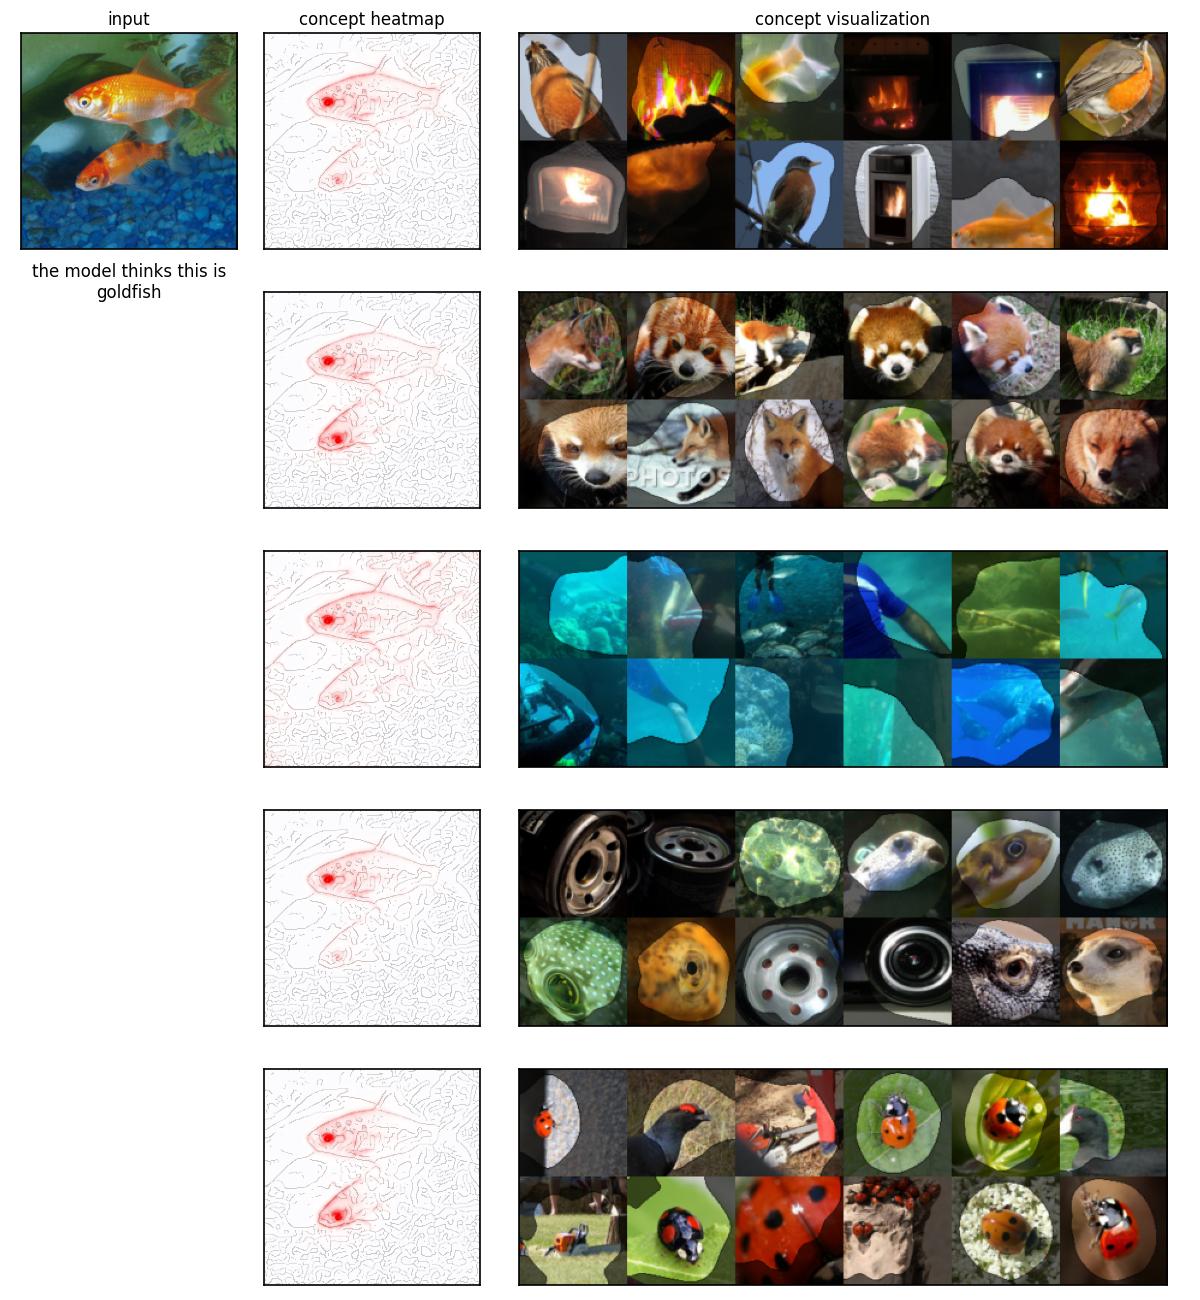 input
concept heatmap
concept visualization
the model thinks this is
goldfish
PHOTOS